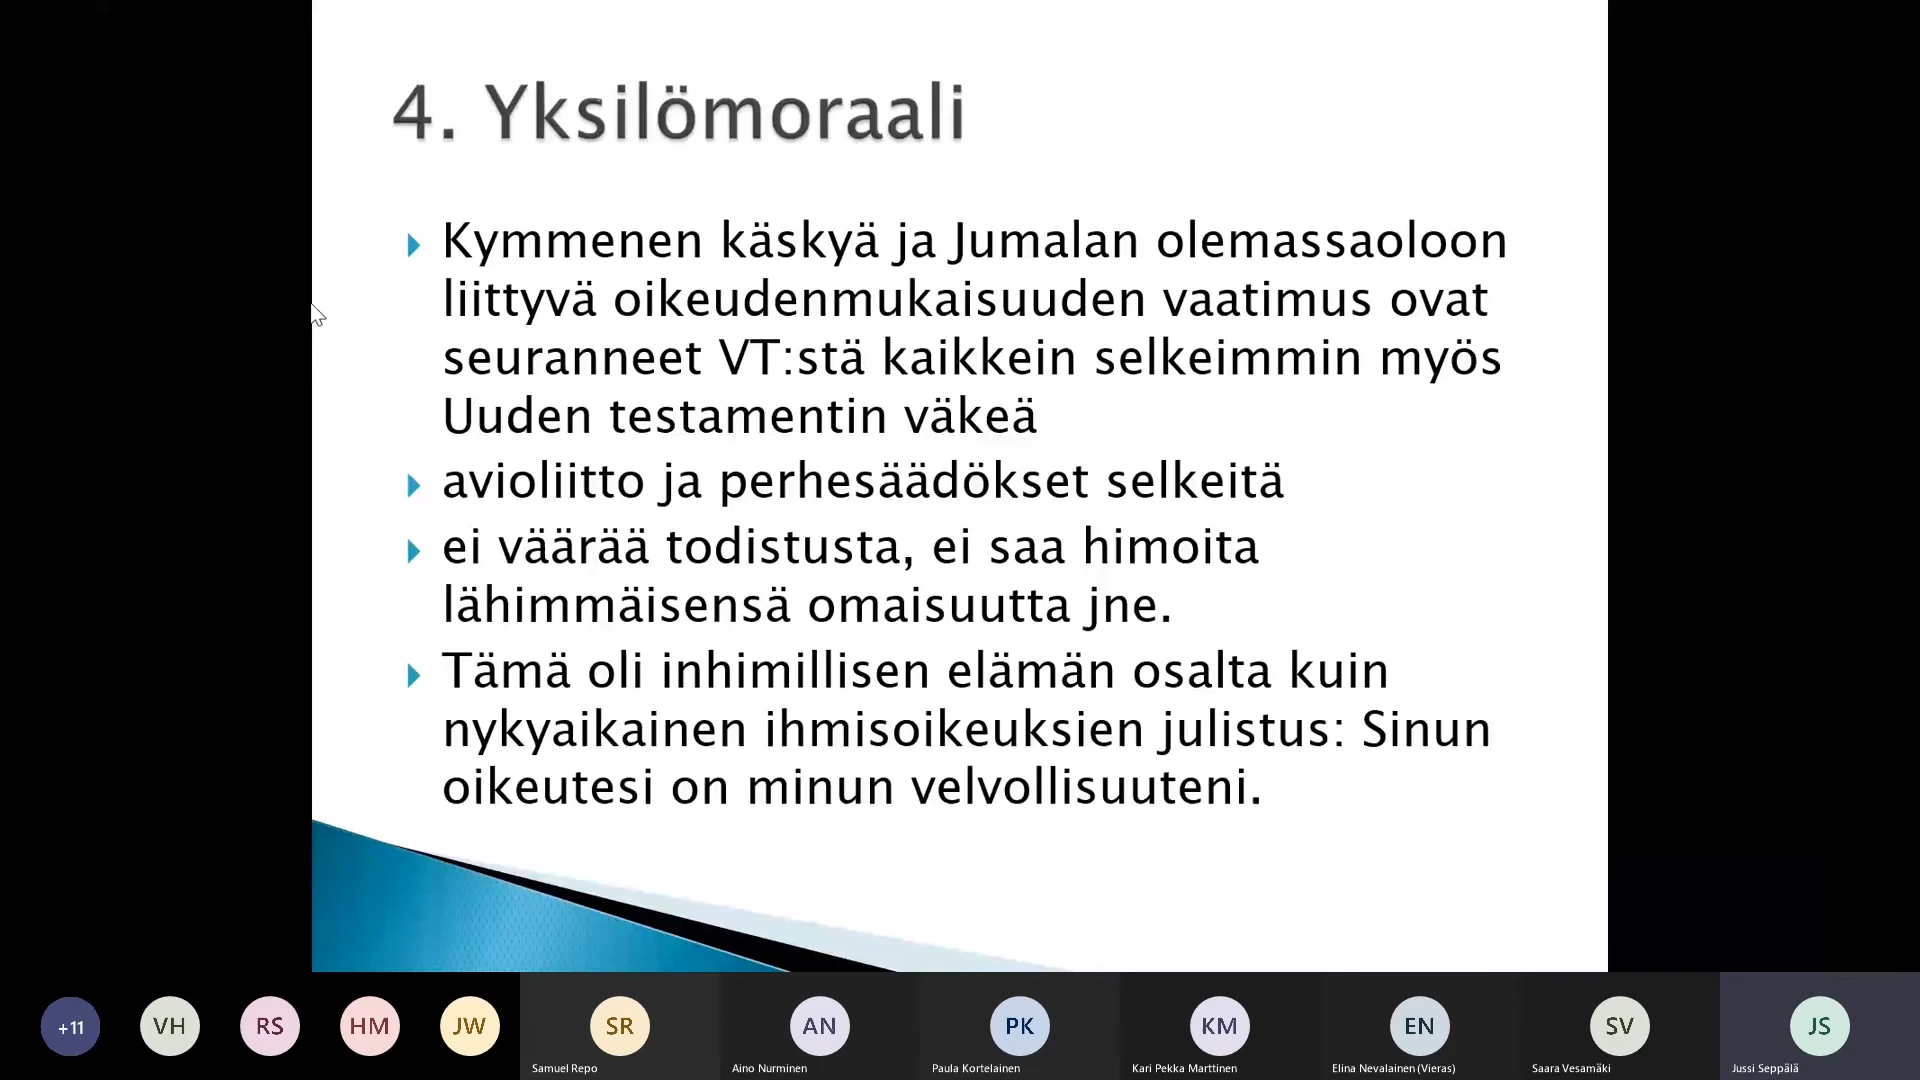 4. Yksilömoraali
Kymmenen käskyä ja Jumalan olemassaoloon
liittyvä oikeudenmukaisuuden vaatimus ovat
seuranneet VT:stä kaikkein selkeimmin myös
Uuden testamentin väkeä
avioliitto ja perhesäädökset selkeitä
ei väärää todistusta, ei saa himoita
lähimmäisensä omaisuutta jne.
Tämä oli inhimillisen elämän osalta kuin
nykyaikainen ihmisoikeuksien julistus: Sinun
oikeutesi on minun velvollisuuteni.
+11 VH RS HM JW SR AN PK KM EN SV JS
Samuel Repo Aino Nurminen Paula Kortelainen Kari Pekka Marttinen Elina Nevalainen (Vieras) Saara Vesamäki Jussi Seppälä